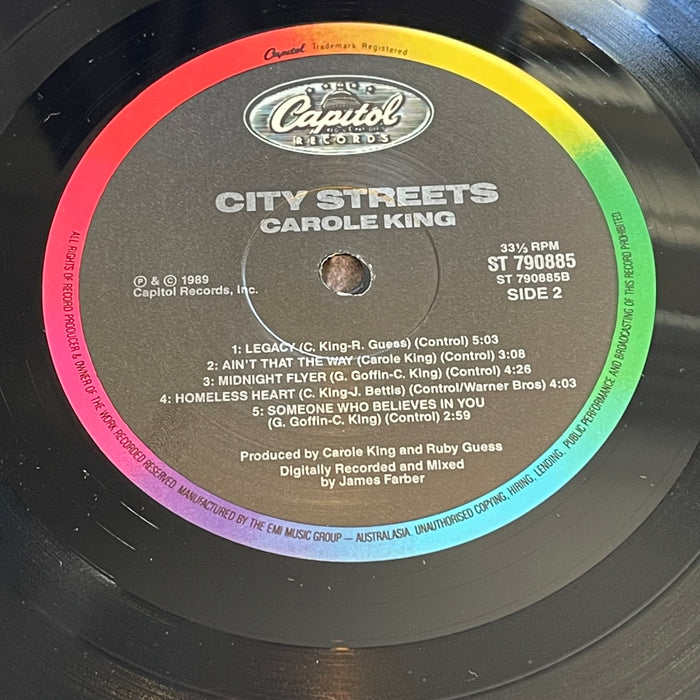 Capitol Trademark Registered
Capitol
RECORDS
CITY STREETS
CAROLE KING
33⅓ RPM
ST 790885
ST 790885B
SIDE 2
Ⓟ & © 1989
Capitol Records, Inc.
1: LEGACY (C. King-R. Guess) (Control) 5:03
2: AIN'T THAT THE WAY (Carole King) (Control) 3:08
3: MIDNIGHT FLYER (G. Goffin-C. King) (Control) 4:26
4: HOMELESS HEART (C. King-J. Bettis) (Control/Warner Bros) 4:03
5: SOMEONE WHO BELIEVES IN YOU
(G. Goffin-C. King) (Control) 2:59
Produced by Carole King and Ruby Guess
Digitally Recorded and Mixed
by James Farber
ALL RIGHTS OF RECORD PRODUCER & OWNER OF THE WORK RECORDED RESERVED. MANUFACTURED BY THE EMI MUSIC GROUP – AUSTRALASIA. UNAUTHORISED COPYING, HIRING, LENDING, PUBLIC PERFORMANCE AND BROADCASTING OF THIS RECORD PROHIBITED.